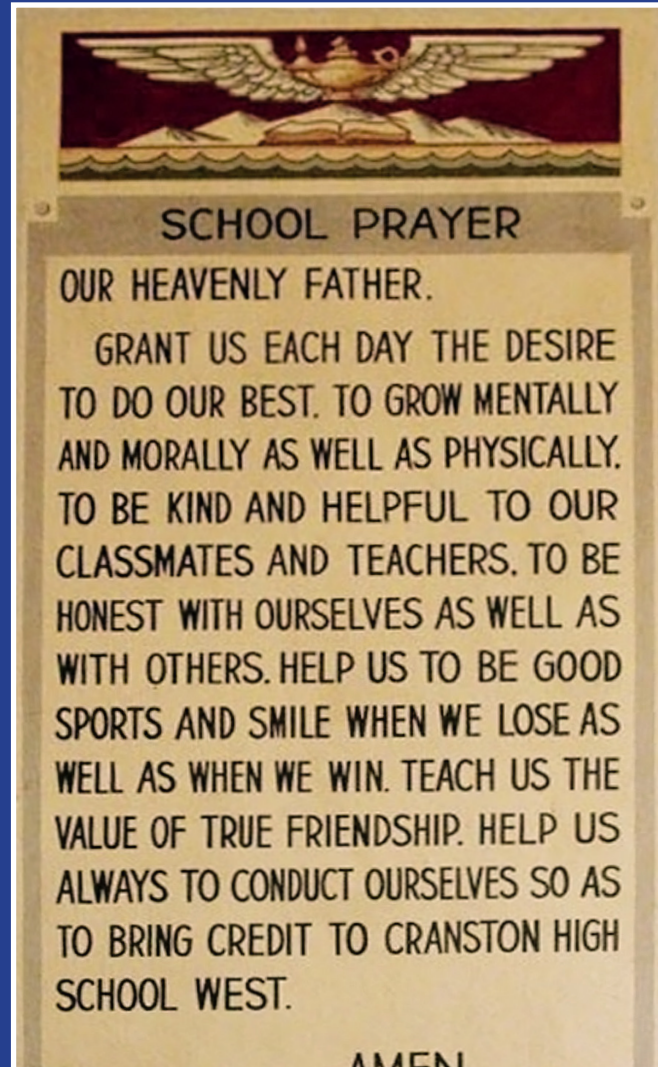 SCHOOL PRAYER
OUR HEAVENLY FATHER.
GRANT US EACH DAY THE DESIRE
TO DO OUR BEST. TO GROW MENTALLY
AND MORALLY AS WELL AS PHYSICALLY.
TO BE KIND AND HELPFUL TO OUR
CLASSMATES AND TEACHERS. TO BE
HONEST WITH OURSELVES AS WELL AS
WITH OTHERS. HELP US TO BE GOOD
SPORTS AND SMILE WHEN WE LOSE AS
WELL AS WHEN WE WIN. TEACH US THE
VALUE OF TRUE FRIENDSHIP. HELP US
ALWAYS TO CONDUCT OURSELVES SO AS
TO BRING CREDIT TO CRANSTON HIGH
SCHOOL WEST.
AMEN